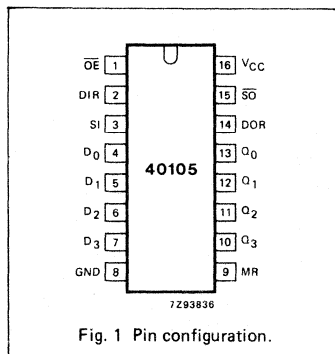 OE 1 16 VCC
DIR 2 15 SO
SI 3 14 DOR
D0 4 13 Q0
40105
D1 5 12 Q1
D2 6 11 Q2
D3 7 10 Q3
GND 8 9 MR
7Z93836
Fig. 1 Pin configuration.